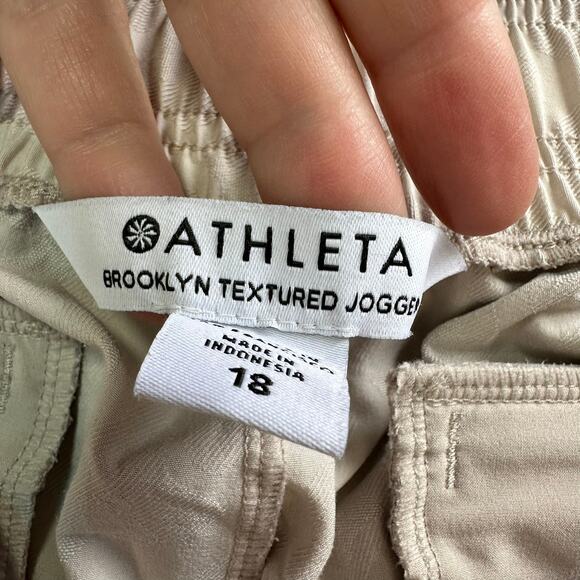 ATHLETA
BROOKLYN TEXTURED JOGGER
MADE IN
INDONESIA
18